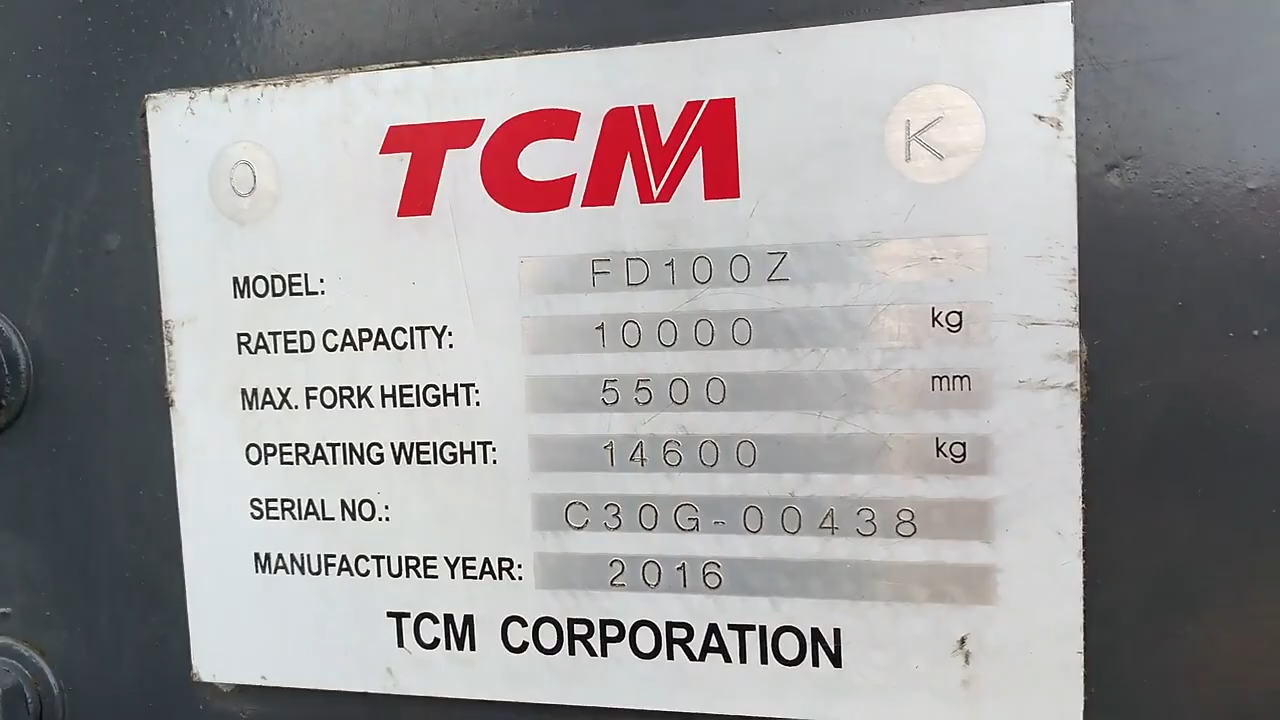 TCM
O
K
MODEL: FD100Z
RATED CAPACITY: 10000 kg
MAX. FORK HEIGHT: 5500 mm
OPERATING WEIGHT: 14600 kg
SERIAL NO.: C30G-00438
MANUFACTURE YEAR: 2016
TCM CORPORATION